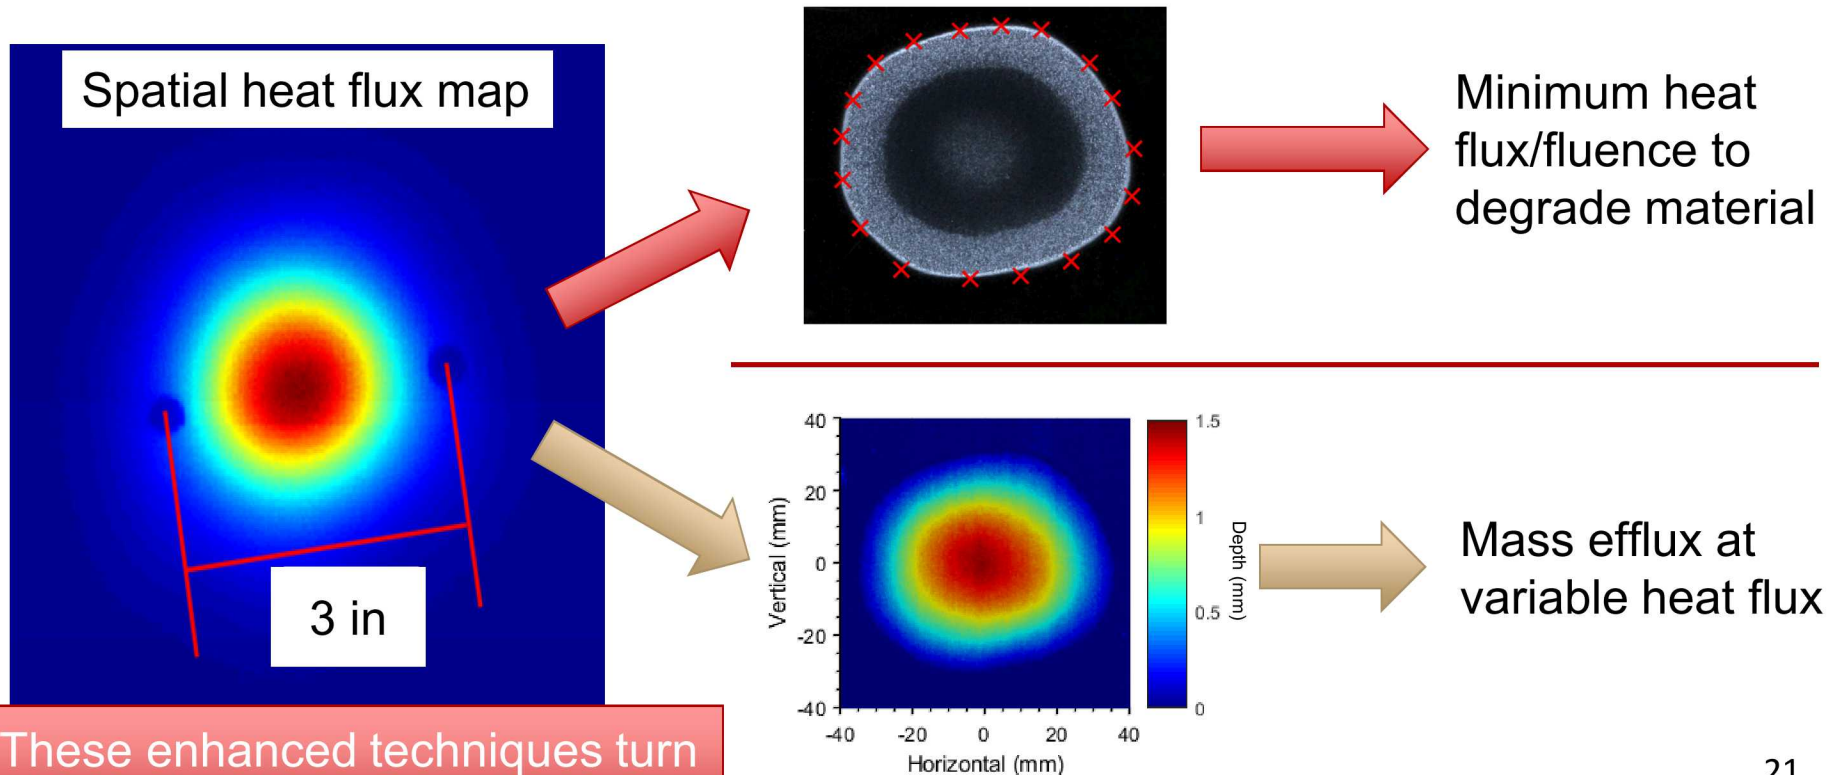 Spatial heat flux map
3 in
These enhanced techniques turn
Minimum heat
flux/fluence to
degrade material
40
20
0
-20
-40
-40
-20
0
20
40
Vertical (mm)
Horizontal (mm)
1.5
1
0.5
0
Depth (mm)
Mass efflux at
variable heat flux
21